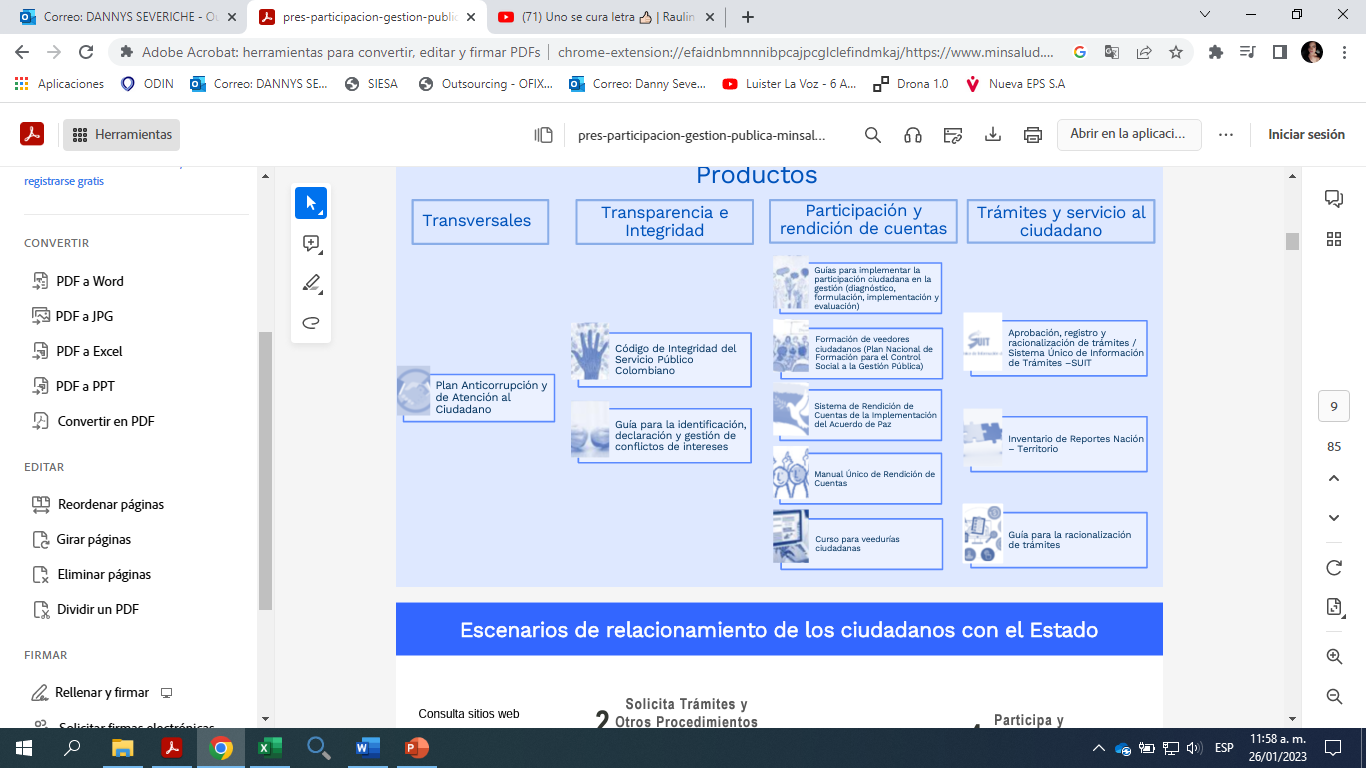 Correo: DANNYS SEVERICHE - Ou
pres-participacion-gestion-public
(71) Uno se cura letra 👍🏻 | Raulin
Adobe Acrobat: herramientas para convertir, editar y firmar PDFs | chrome-extension://efaidnbmnnnibpcajpcglclefindmkaj/https://www.minsalud....
Aplicaciones
ODIN
Correo: DANNYS SE...
SIESA
Outsourcing - OFIX...
Correo: Danny Seve...
Luister La Voz - 6 A...
Drona 1.0
Nueva EPS S.A
Herramientas
pres-participacion-gestion-publica-minsal...
Abrir en la aplicaci...
Iniciar sesión
registrarse gratis
CONVERTIR
PDF a Word
PDF a JPG
PDF a Excel
PDF a PPT
Convertir en PDF
EDITAR
Reordenar páginas
Girar páginas
Eliminar páginas
Dividir un PDF
FIRMAR
Rellenar y firmar
Solicitar firmas electrónicas
Productos
Transversales
Plan Anticorrupción y
de Atención al
Ciudadano
Transparencia e
Integridad
Código de Integridad del
Servicio Público
Colombiano
Guía para la identificación,
declaración y gestión de
conflictos de intereses
Participación y
rendición de cuentas
Guías para implementar la
participación ciudadana en la
gestión (diagnóstico,
formulación, implementación y
evaluación)
Formación de veedores
ciudadanos (Plan Nacional de
Formación para el Control
Social a la Gestión Pública)
Sistema de Rendición de
Cuentas de la Implementación
del Acuerdo de Paz
Manual Único de Rendición de
Cuentas
Curso para veedurías
ciudadanas
Trámites y servicio al
ciudadano
SUIT
Aprobación, registro y
racionalización de trámites /
Sistema Único de Información
de Trámites –SUIT
Inventario de Reportes Nación
– Territorio
Guía para la racionalización
de trámites
Escenarios de relacionamiento de los ciudadanos con el Estado
Consulta sitios web
2
Solicita Trámites y
Otros Procedimientos
Participa y
9
85
ESP
11:58 a. m.
26/01/2023